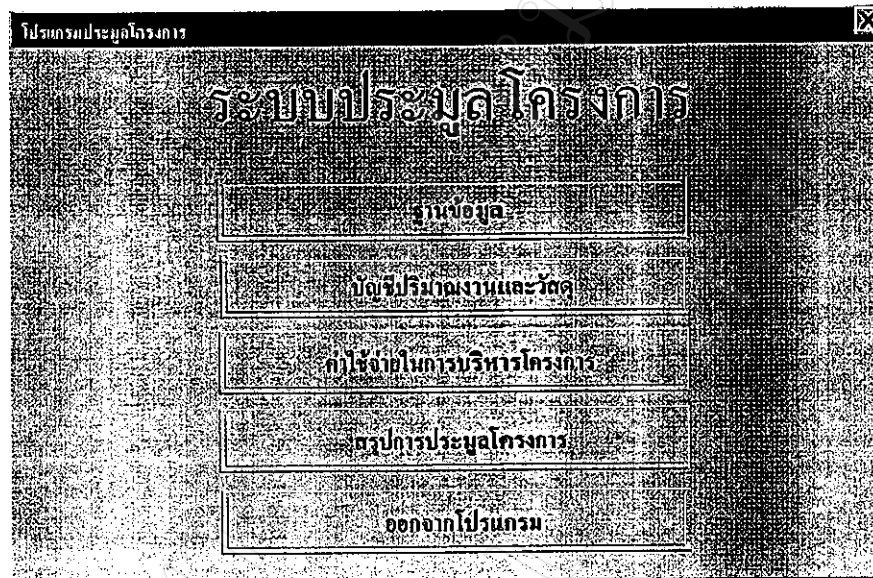 โปรแกรมประมูลโครงการ
ระบบประมูลโครงการ
ฐานข้อมูล
บัญชีปริมาณงานและวัสดุ
ค่าใช้จ่ายในการบริหารโครงการ
สรุปการประมูลโครงการ
ออกจากโปรแกรม